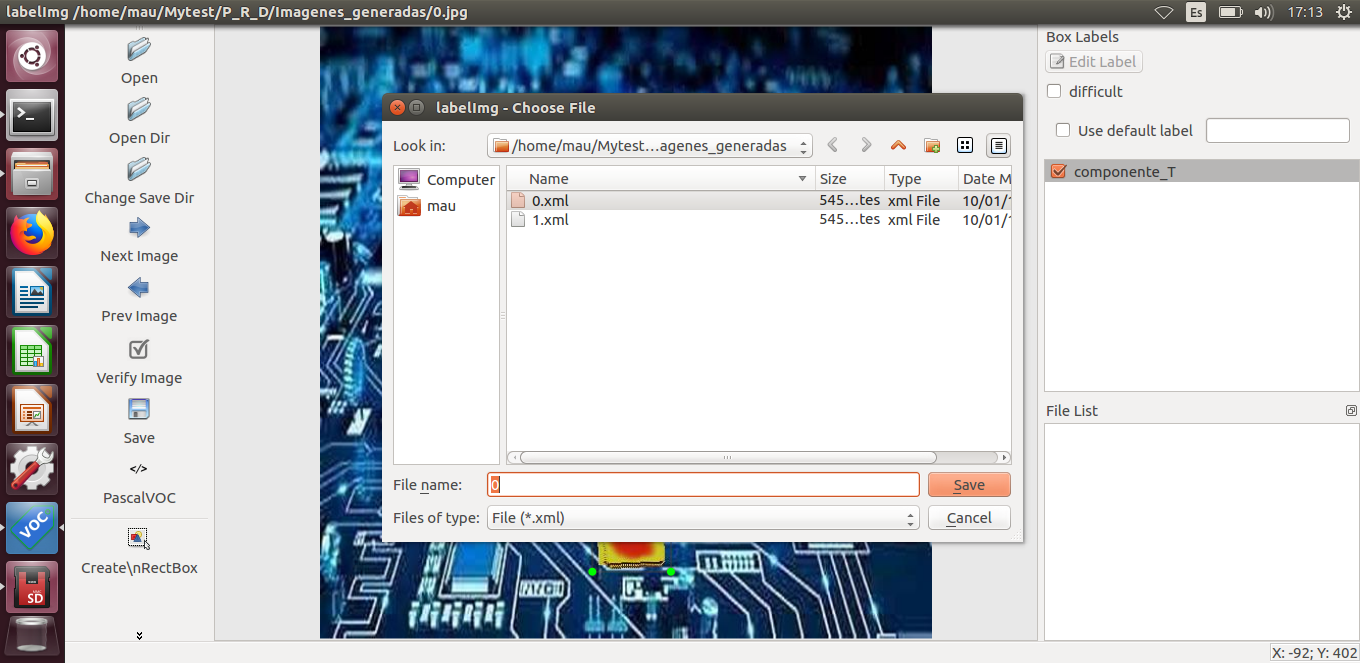 labelImg /home/mau/Mytest/P_R_D/Imagenes_generadas/0.jpg
Es
17:13
Open
Open Dir
Change Save Dir
Next Image
Prev Image
Verify Image
Save
</>
PascalVOC
Create\nRectBox
VOC
SD
labelImg - Choose File
Look in:
/home/mau/Mytest...agenes_generadas
Computer
mau
Name Size Type Date M
0.xml 545...tes xml File 10/01/1
1.xml 545...tes xml File 10/01/1
File name:
0
Save
Files of type:
File (*.xml)
Cancel
Box Labels
Edit Label
difficult
Use default label
componente_T
File List
X: -92; Y: 402